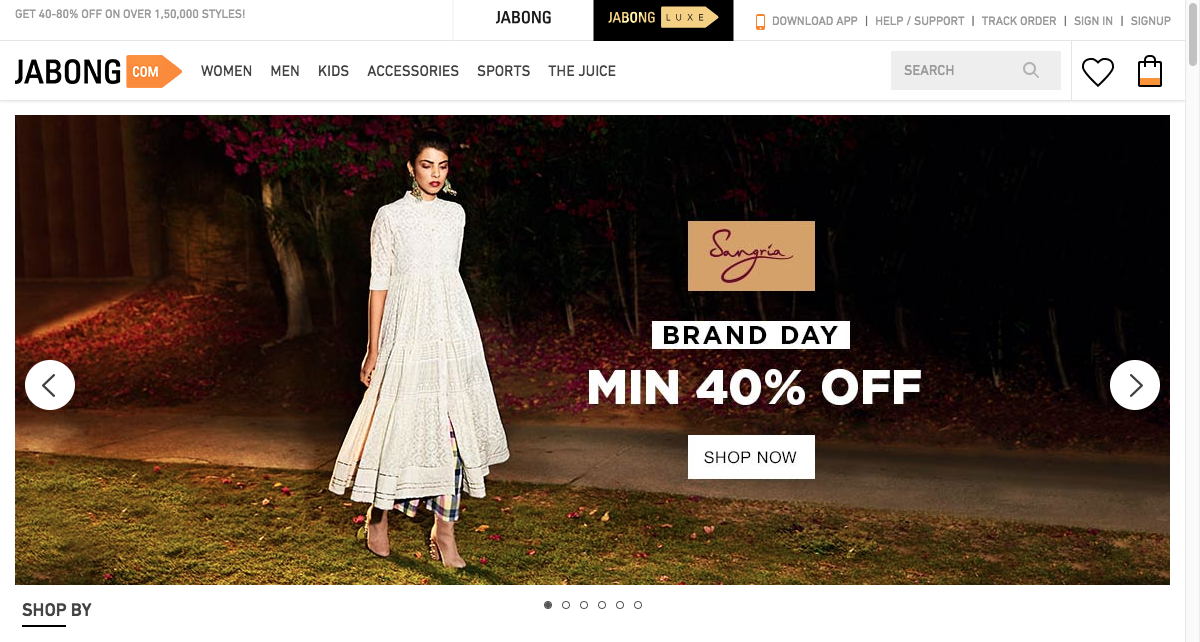 GET 40-80% OFF ON OVER 1,50,000 STYLES!
JABONG
JABONG LUXE
DOWNLOAD APP | HELP / SUPPORT | TRACK ORDER | SIGN IN | SIGNUP
JABONG COM
WOMEN MEN KIDS ACCESSORIES SPORTS THE JUICE
SEARCH
Sangria
BRAND DAY
MIN 40% OFF
SHOP NOW
SHOP BY